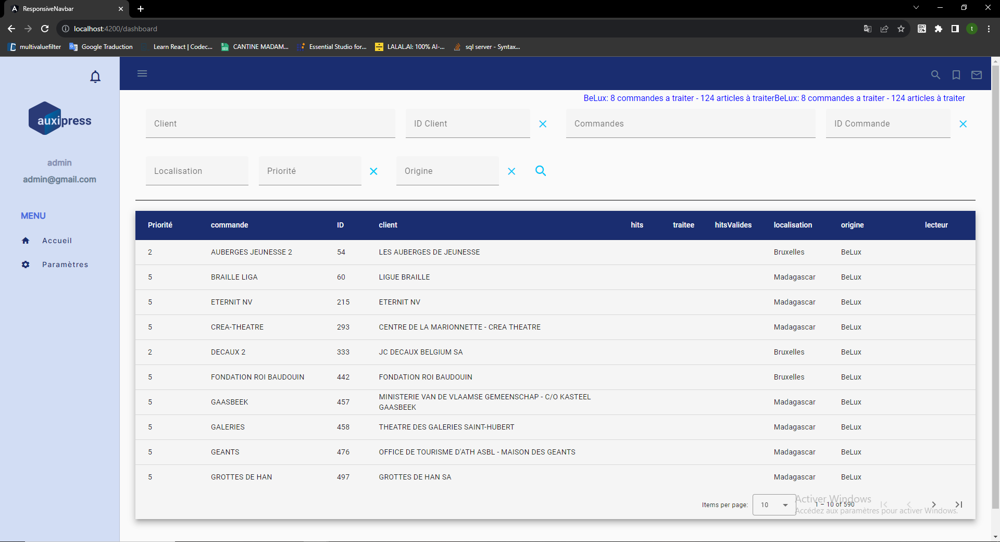 ResponsiveNavbar
localhost:4200/dashboard
t
multivaluefilter
Google Traduction
Learn React | Codec...
CANTINE MADAM...
Essential Studio for...
LALAL.AI: 100% AI-...
sql server - Syntax...
auxipress
admin
admin@gmail.com
MENU
Accueil
Paramètres
BeLux: 8 commandes a traiter - 124 articles à traiterBeLux: 8 commandes a traiter - 124 articles à traiter
Client
ID Client
Commandes
ID Commande
Localisation
Priorité
Origine
Priorité commande ID client hits traitee hitsValides localisation origine lecteur
2 AUBERGES JEUNESSE 2 54 LES AUBERGES DE JEUNESSE Bruxelles BeLux
5 BRAILLE LIGA 60 LIGUE BRAILLE Madagascar BeLux
5 ETERNIT NV 215 ETERNIT NV Madagascar BeLux
5 CREA-THEATRE 293 CENTRE DE LA MARIONNETTE - CREA THEATRE Madagascar BeLux
2 DECAUX 2 333 JC DECAUX BELGIUM SA Bruxelles BeLux
5 FONDATION ROI BAUDOUIN 442 FONDATION ROI BAUDOUIN Bruxelles BeLux
5 GAASBEEK 457 MINISTERIE VAN DE VLAAMSE GEMEENSCHAP - C/O KASTEEL GAASBEEK Madagascar BeLux
5 GALERIES 458 THEATRE DES GALERIES SAINT-HUBERT Madagascar BeLux
5 GEANTS 476 OFFICE DE TOURISME D'ATH ASBL - MAISON DES GEANTS Madagascar BeLux
5 GROTTES DE HAN 497 GROTTES DE HAN SA Madagascar BeLux
Items per page: 10 1 – 10 of 590
Activer Windows
Accédez aux paramètres pour activer Windows.